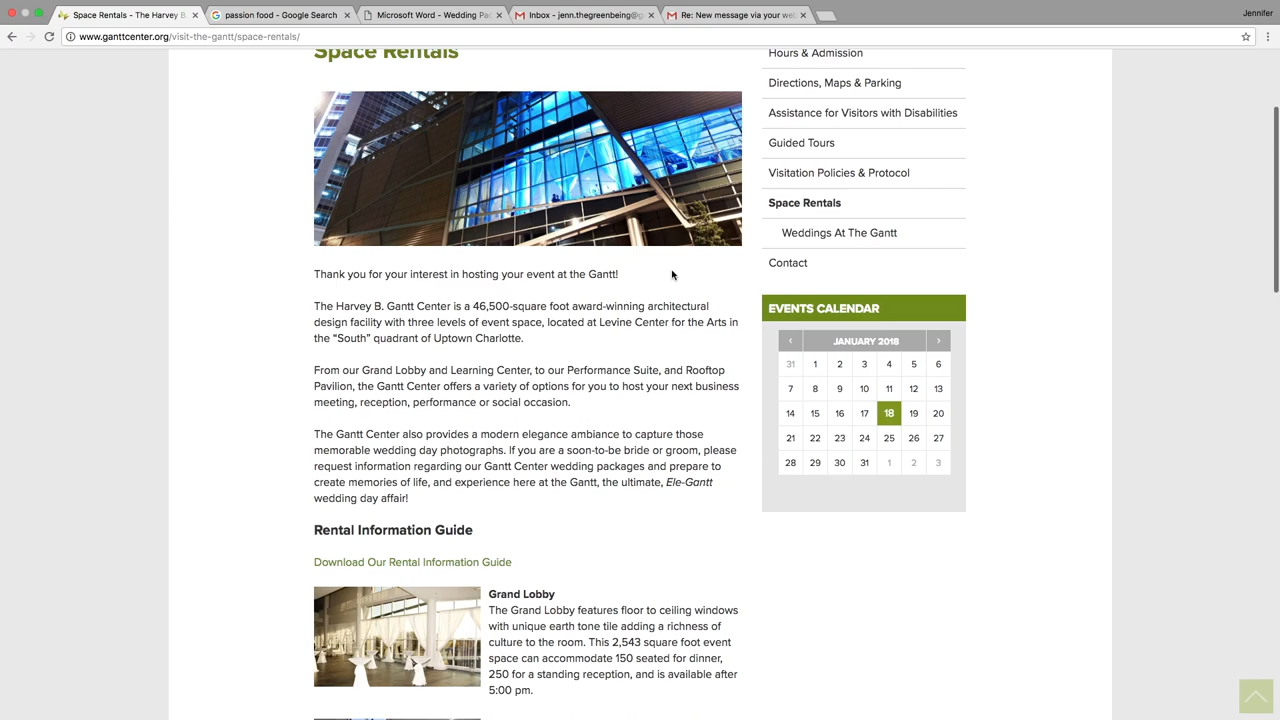 Space Rentals - The Harvey B.
passion food - Google Search
Microsoft Word - Wedding Pa
Inbox - jenn.thegreenbeing@g
Re: New message via your we
Jennifer
www.ganttcenter.org/visit-the-gantt/space-rentals/
Space Rentals
Thank you for your interest in hosting your event at the Gantt!
The Harvey B. Gantt Center is a 46,500-square foot award-winning architectural
design facility with three levels of event space, located at Levine Center for the Arts in
the “South” quadrant of Uptown Charlotte.
From our Grand Lobby and Learning Center, to our Performance Suite, and Rooftop
Pavilion, the Gantt Center offers a variety of options for you to host your next business
meeting, reception, performance or social occasion.
The Gantt Center also provides a modern elegance ambiance to capture those
memorable wedding day photographs. If you are a soon-to-be bride or groom, please
request information regarding our Gantt Center wedding packages and prepare to
create memories of life, and experience here at the Gantt, the ultimate, Ele-Gantt
wedding day affair!
Rental Information Guide
Download Our Rental Information Guide
Grand Lobby
The Grand Lobby features floor to ceiling windows
with unique earth tone tile adding a richness of
culture to the room. This 2,543 square foot event
space can accommodate 150 seated for dinner,
250 for a standing reception, and is available after
5:00 pm.
Hours & Admission
Directions, Maps & Parking
Assistance for Visitors with Disabilities
Guided Tours
Visitation Policies & Protocol
Space Rentals
Weddings At The Gantt
Contact
EVENTS CALENDAR
‹ JANUARY 2018 ›
31 1 2 3 4 5 6
7 8 9 10 11 12 13
14 15 16 17 18 19 20
21 22 23 24 25 26 27
28 29 30 31 1 2 3